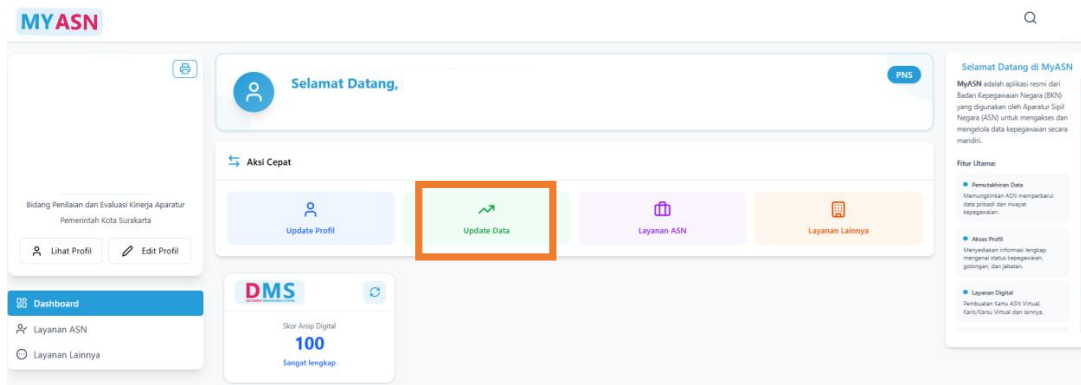 MYASN
Bidang Penilaian dan Evaluasi Kinerja Aparatur
Pemerintah Kota Surakarta
Lihat Profil
Edit Profil
Dashboard
Layanan ASN
Layanan Lainnya
Selamat Datang,
PNS
Aksi Cepat
Update Profil
Update Data
Layanan ASN
Layanan Lainnya
DMS
Skor Arsip Digital
100
Sangat lengkap
Selamat Datang di MyASN
MyASN adalah aplikasi resmi dari
Badan Kepegawaian Negara (BKN)
yang digunakan oleh Aparatur Sipil
Negara (ASN) untuk mengakses dan
mengelola data kepegawaian secara
mandiri.
Fitur Utama:
Pemutakhiran Data
Memungkinkan ASN memperbarui
data pribadi dan riwayat
kepegawaian.
Akses Profil
Menyediakan informasi lengkap
mengenai status kepegawaian,
golongan, dan jabatan.
Layanan Digital
Pembuatan Kartu ASN Virtual,
Karis/Karsu Virtual dan lainnya.